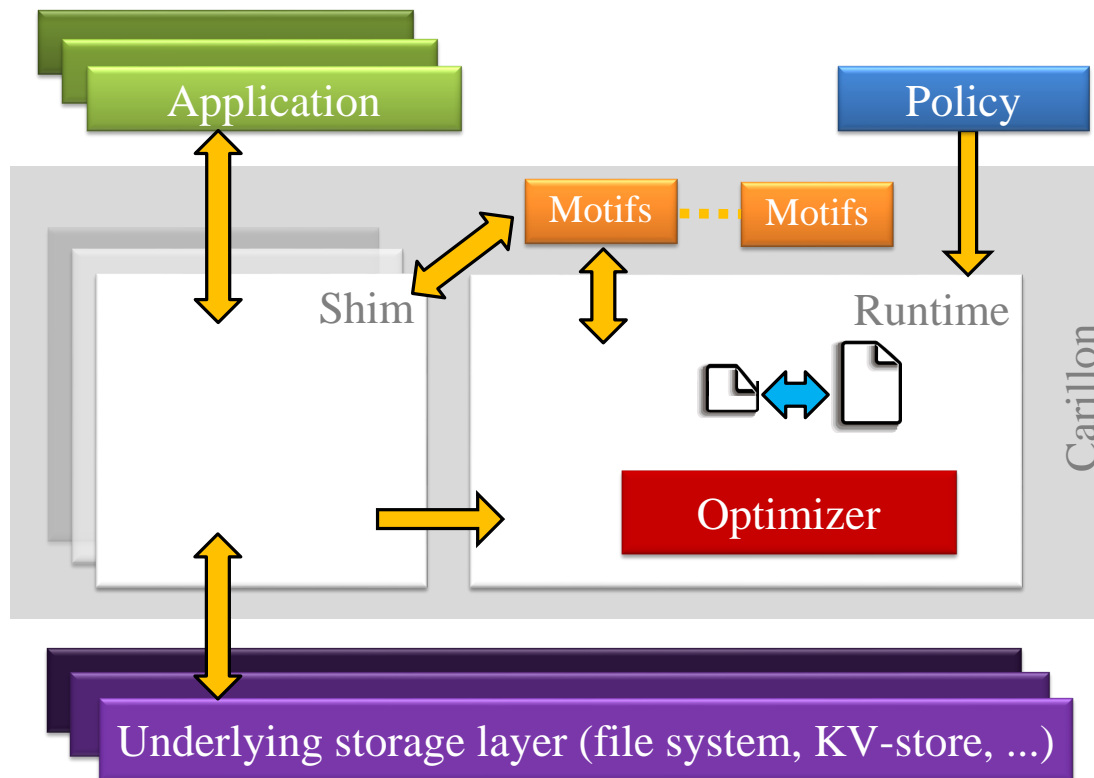 Application
Policy
Motifs
Motifs
Shim
Runtime
Carillon
Optimizer
Underlying storage layer (file system, KV-store, ...)